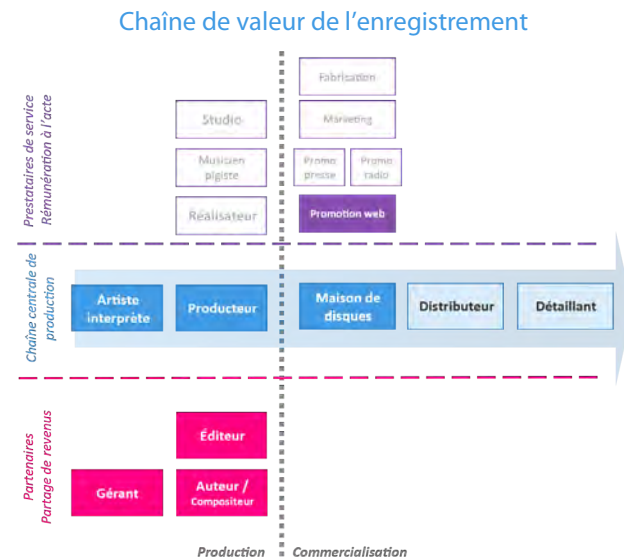 Chaîne de valeur de l’enregistrement
Prestataires de service
Rémunération à l’acte
Fabrisation
Studio
Marketing
Musicien
pigiste
Promo
presse
Promo
radio
Réalisateur
Promotion web
Chaîne centrale de
production
Artiste
interprète
Producteur
Maison de
disques
Distributeur
Détaillant
Partenaires
Partage de revenus
Éditeur
Gérant
Auteur /
Compositeur
Production
Commercialisation